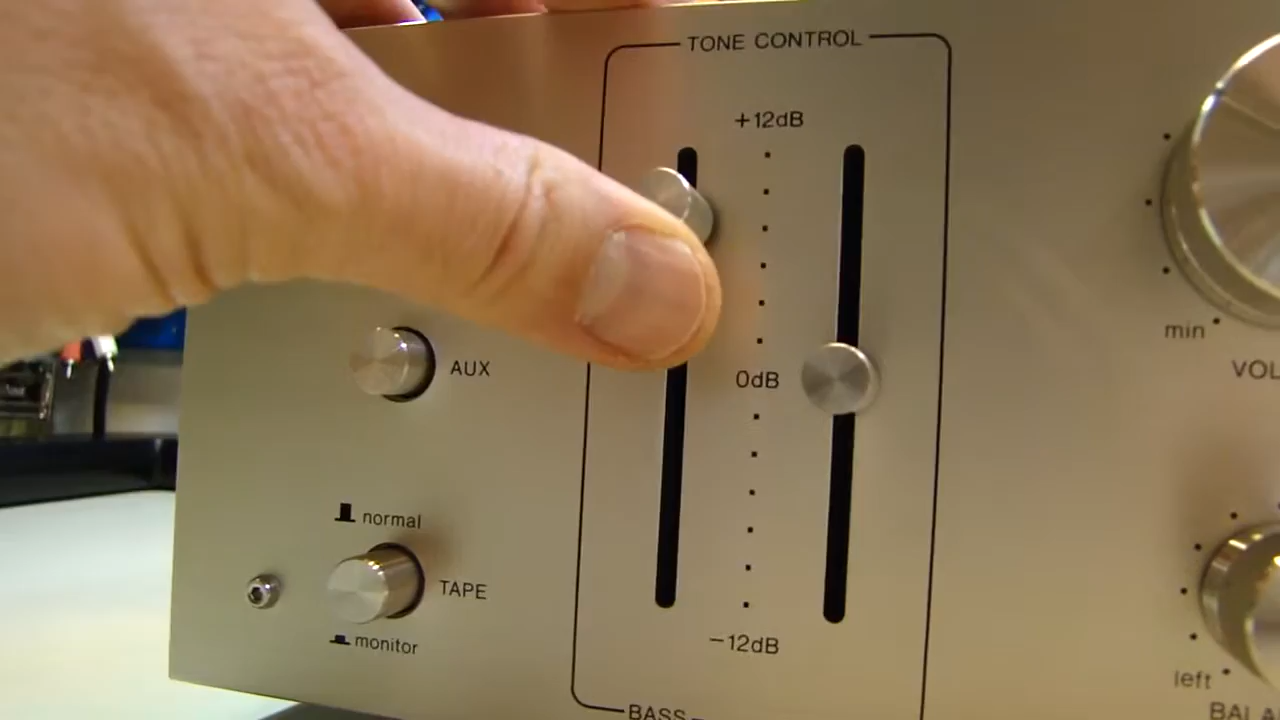 TONE CONTROL
+12dB
min
AUX
0dB
normal
TAPE
monitor
−12dB
left
BASS